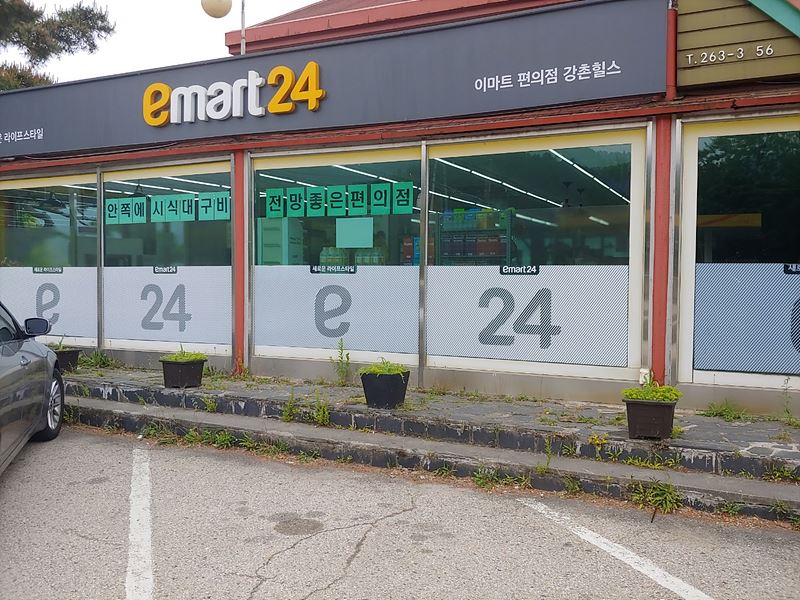 emart24
이마트 편의점 강촌힐스
T.263-3 56
라이프스타일
안쪽에시식대구비
전망좋은편의점
새로운 라이프스타일
emart24
새로운 라이프스타일
emart24
e
24
e
24